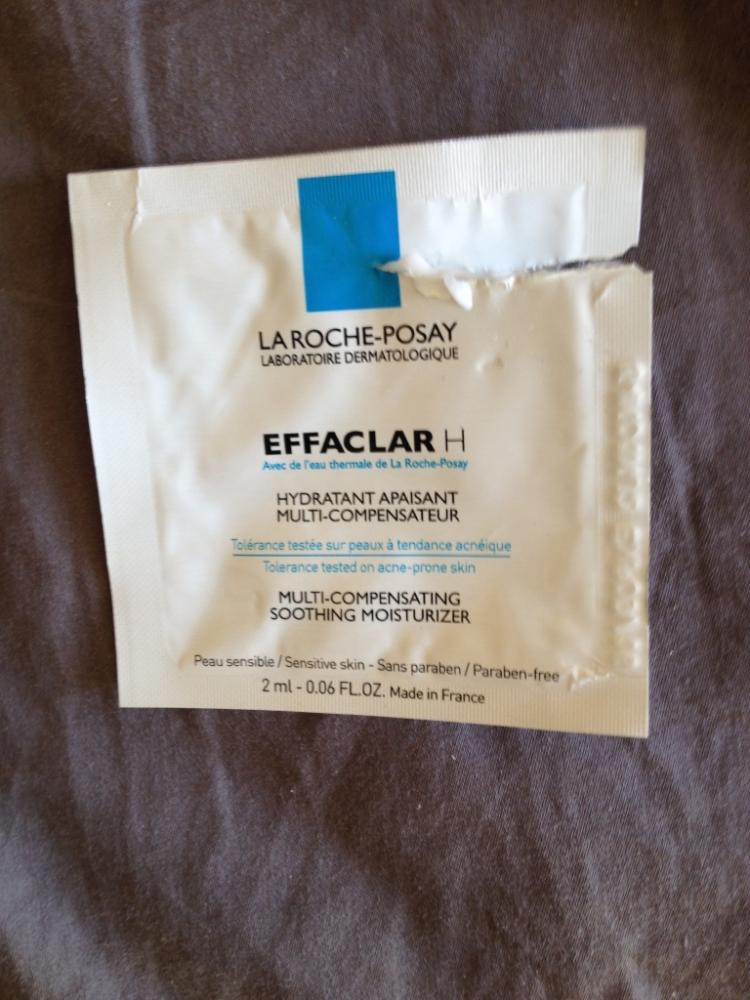 LA ROCHE-POSAY
LABORATOIRE DERMATOLOGIQUE
EFFACLAR H
Avec de l'eau thermale de La Roche-Posay
HYDRATANT APAISANT
MULTI-COMPENSATEUR
Tolérance testée sur peaux à tendance acnéique
Tolerance tested on acne-prone skin
MULTI-COMPENSATING
SOOTHING MOISTURIZER
Peau sensible / Sensitive skin - Sans paraben / Paraben-free
2 ml - 0.06 FL.OZ. Made in France